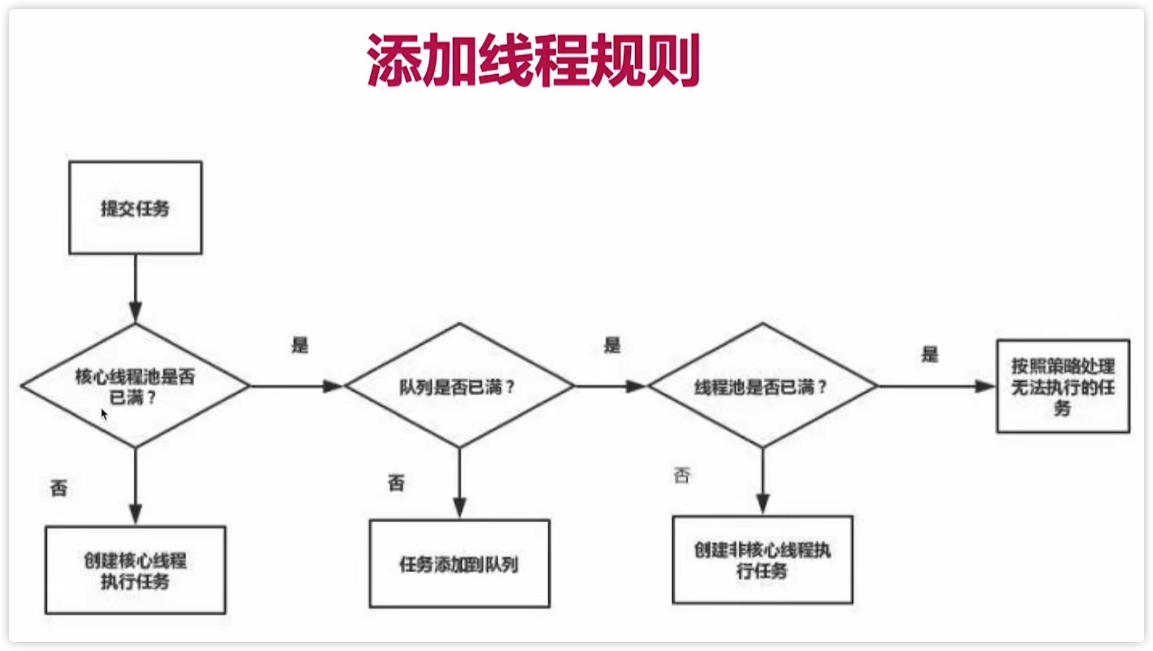 添加线程规则
提交任务
核心线程池是否
已满？
是
队列是否已满？
是
线程池是否已满？
是
按照策略处理
无法执行的任
务
否
创建核心线程
执行任务
否
任务添加到队列
否
创建非核心线程执
行任务